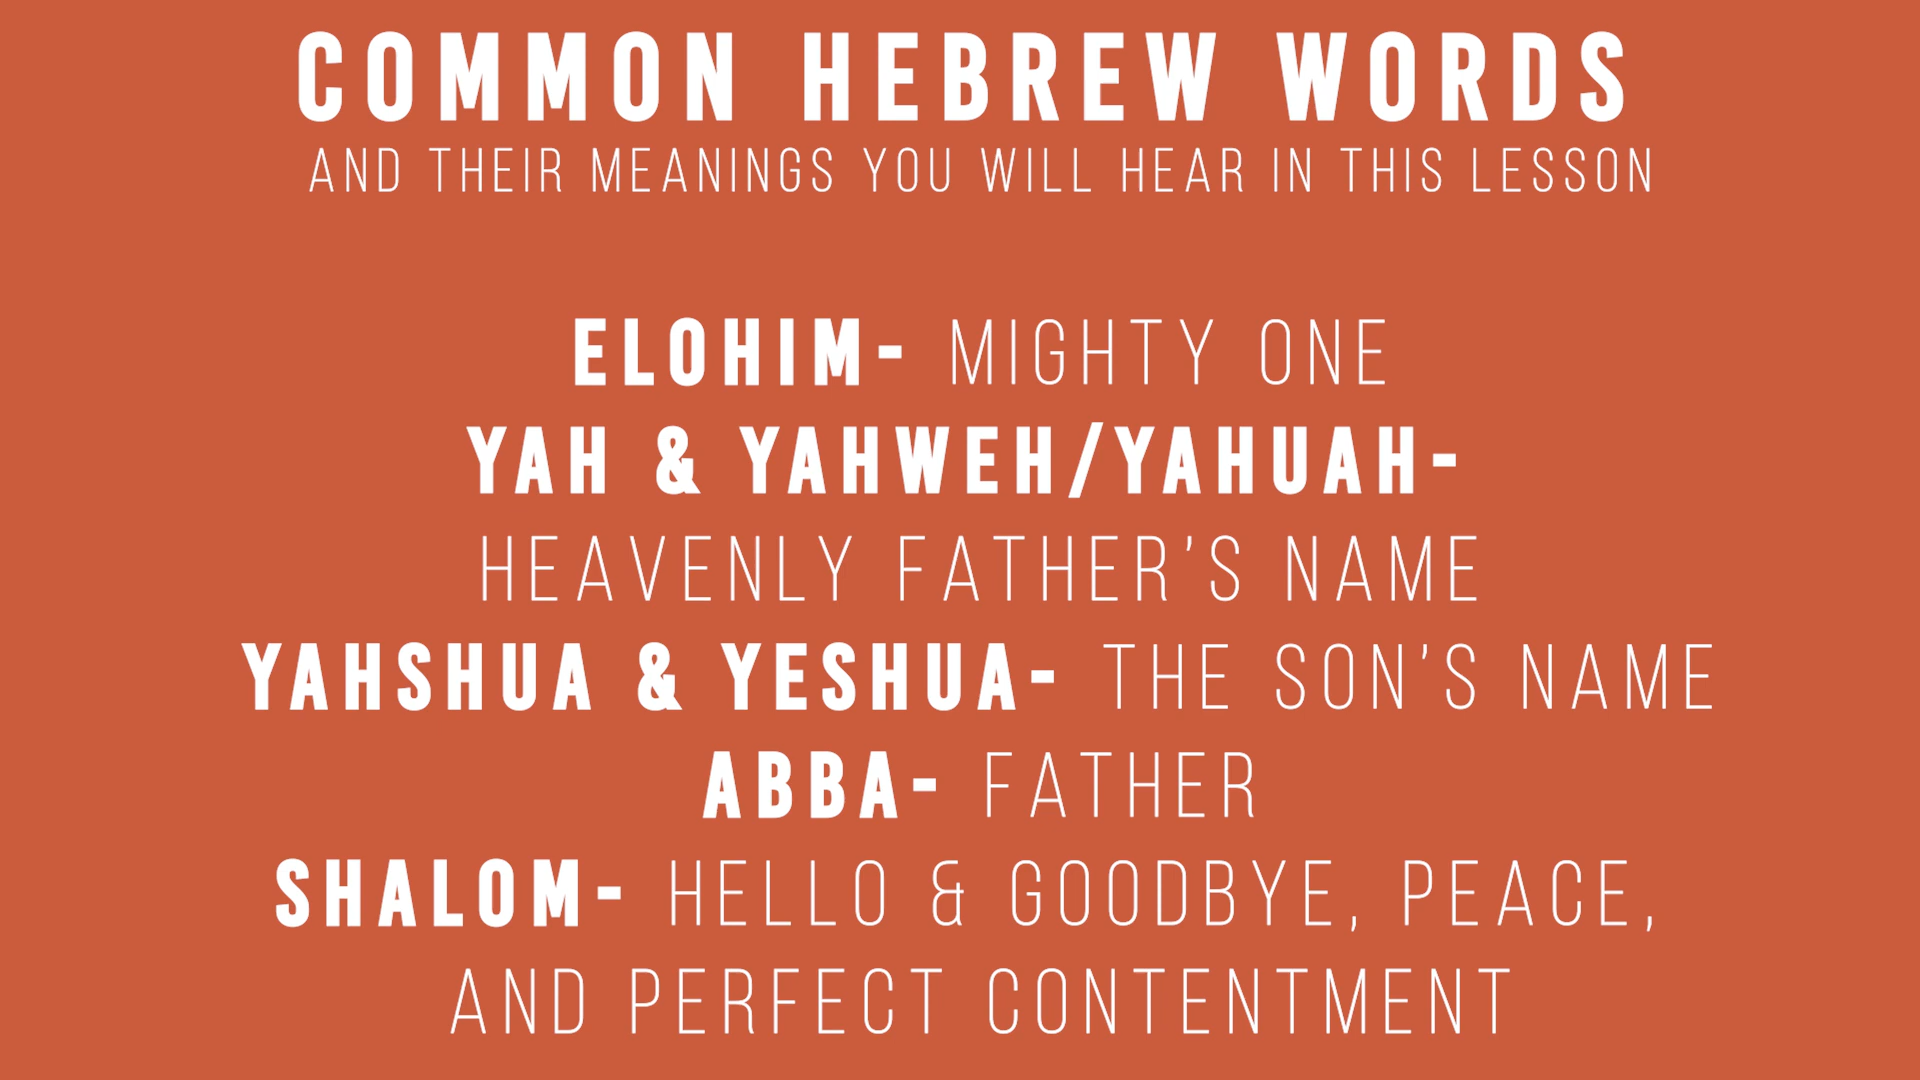 COMMON HEBREW WORDS
AND THEIR MEANINGS YOU WILL HEAR IN THIS LESSON
ELOHIM- MIGHTY ONE
YAH & YAHWEH/YAHUAH-
HEAVENLY FATHER'S NAME
YAHSHUA & YESHUA- THE SON'S NAME
ABBA- FATHER
SHALOM- HELLO & GOODBYE, PEACE,
AND PERFECT CONTENTMENT